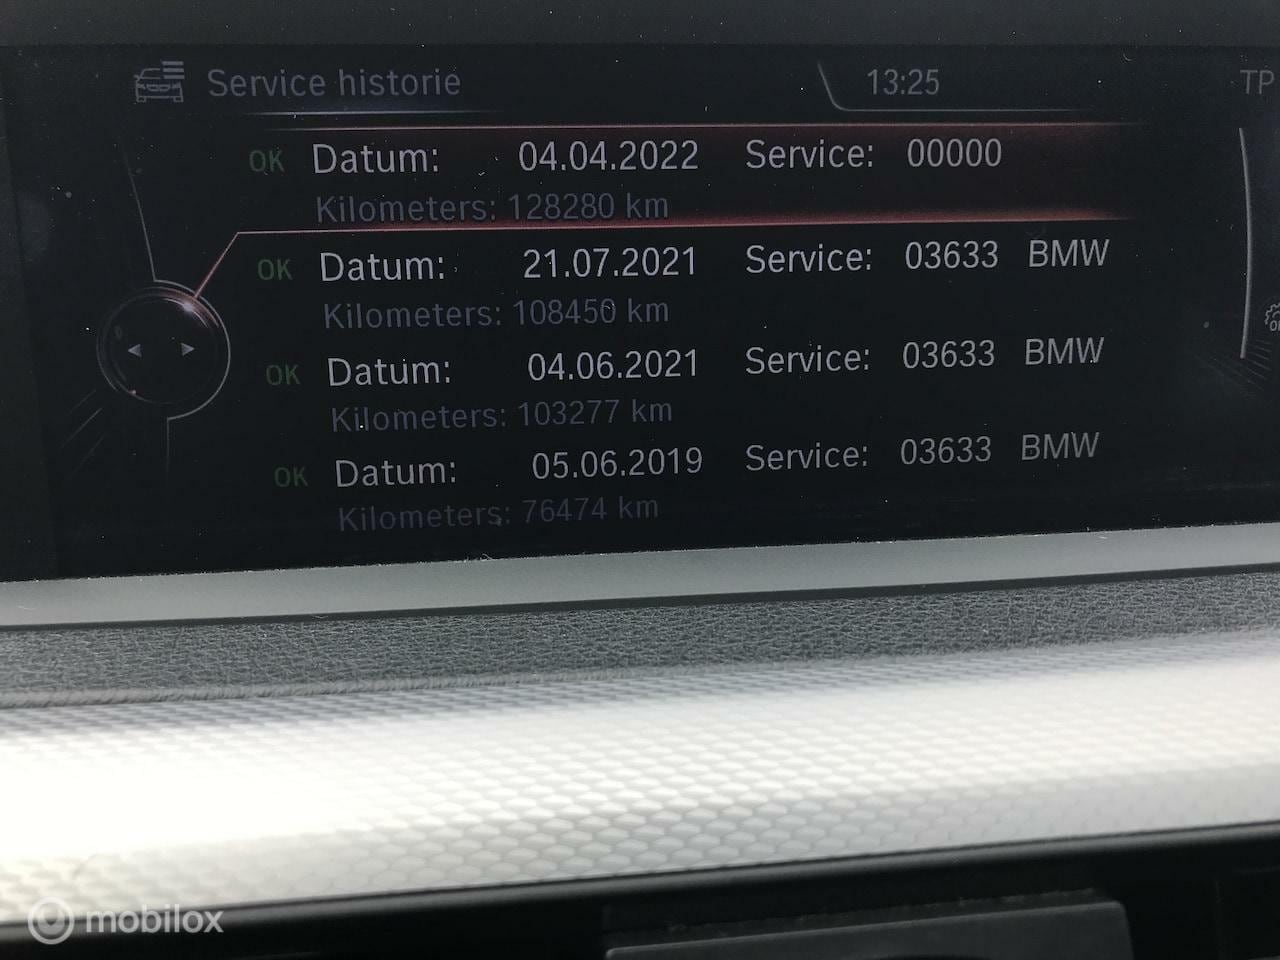 Service historie 13:25 TP
OK Datum: 04.04.2022 Service: 00000
Kilometers: 128280 km
OK Datum: 21.07.2021 Service: 03633 BMW
Kilometers: 108450 km
OK Datum: 04.06.2021 Service: 03633 BMW
Kilometers: 103277 km
OK Datum: 05.06.2019 Service: 03633 BMW
Kilometers: 76474 km
mobilox